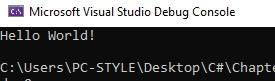 Microsoft Visual Studio Debug Console
Hello World!
C:\Users\PC-STYLE\Desktop\C#\Chapte